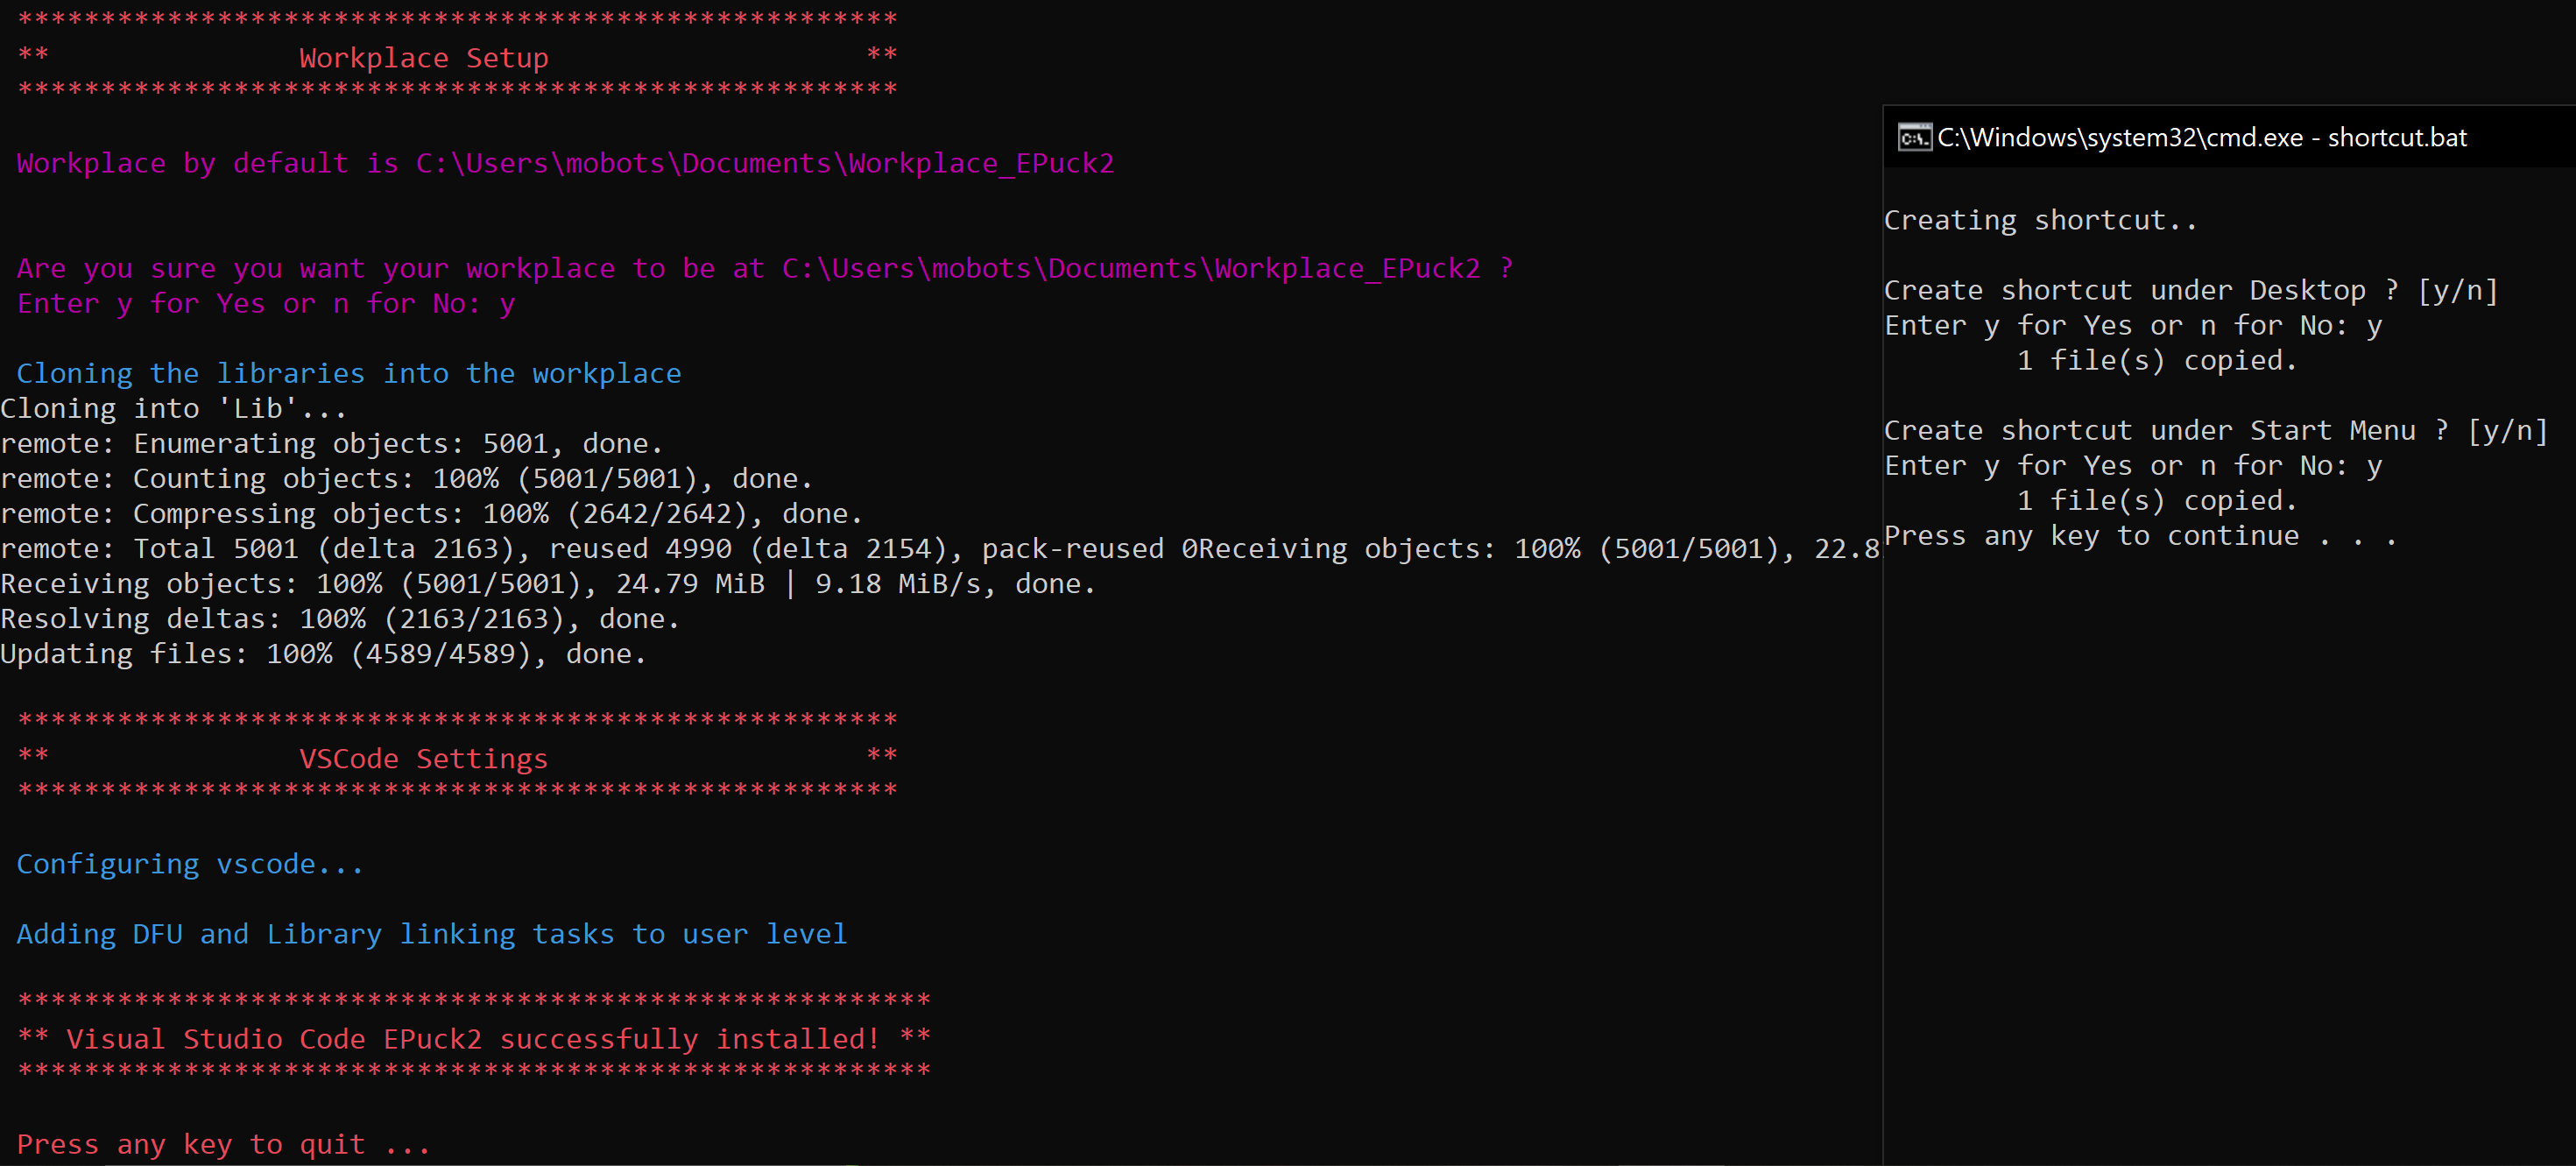 *****************************************************
**               Workplace Setup                   **
*****************************************************
Workplace by default is C:\Users\mobots\Documents\Workplace_EPuck2
Are you sure you want your workplace to be at C:\Users\mobots\Documents\Workplace_EPuck2 ?
Enter y for Yes or n for No: y
Cloning the libraries into the workplace
Cloning into 'Lib'...
remote: Enumerating objects: 5001, done.
remote: Counting objects: 100% (5001/5001), done.
remote: Compressing objects: 100% (2642/2642), done.
remote: Total 5001 (delta 2163), reused 4990 (delta 2154), pack-reused 0Receiving objects: 100% (5001/5001), 22.8
Receiving objects: 100% (5001/5001), 24.79 MiB | 9.18 MiB/s, done.
Resolving deltas: 100% (2163/2163), done.
Updating files: 100% (4589/4589), done.
*****************************************************
**               VSCode Settings                   **
*****************************************************
Configuring vscode...
Adding DFU and Library linking tasks to user level
*******************************************************
** Visual Studio Code EPuck2 successfully installed! **
*******************************************************
Press any key to quit ...
C:\Windows\system32\cmd.exe - shortcut.bat
Creating shortcut..
Create shortcut under Desktop ? [y/n]
Enter y for Yes or n for No: y
1 file(s) copied.
Create shortcut under Start Menu ? [y/n]
Enter y for Yes or n for No: y
1 file(s) copied.
Press any key to continue . . .